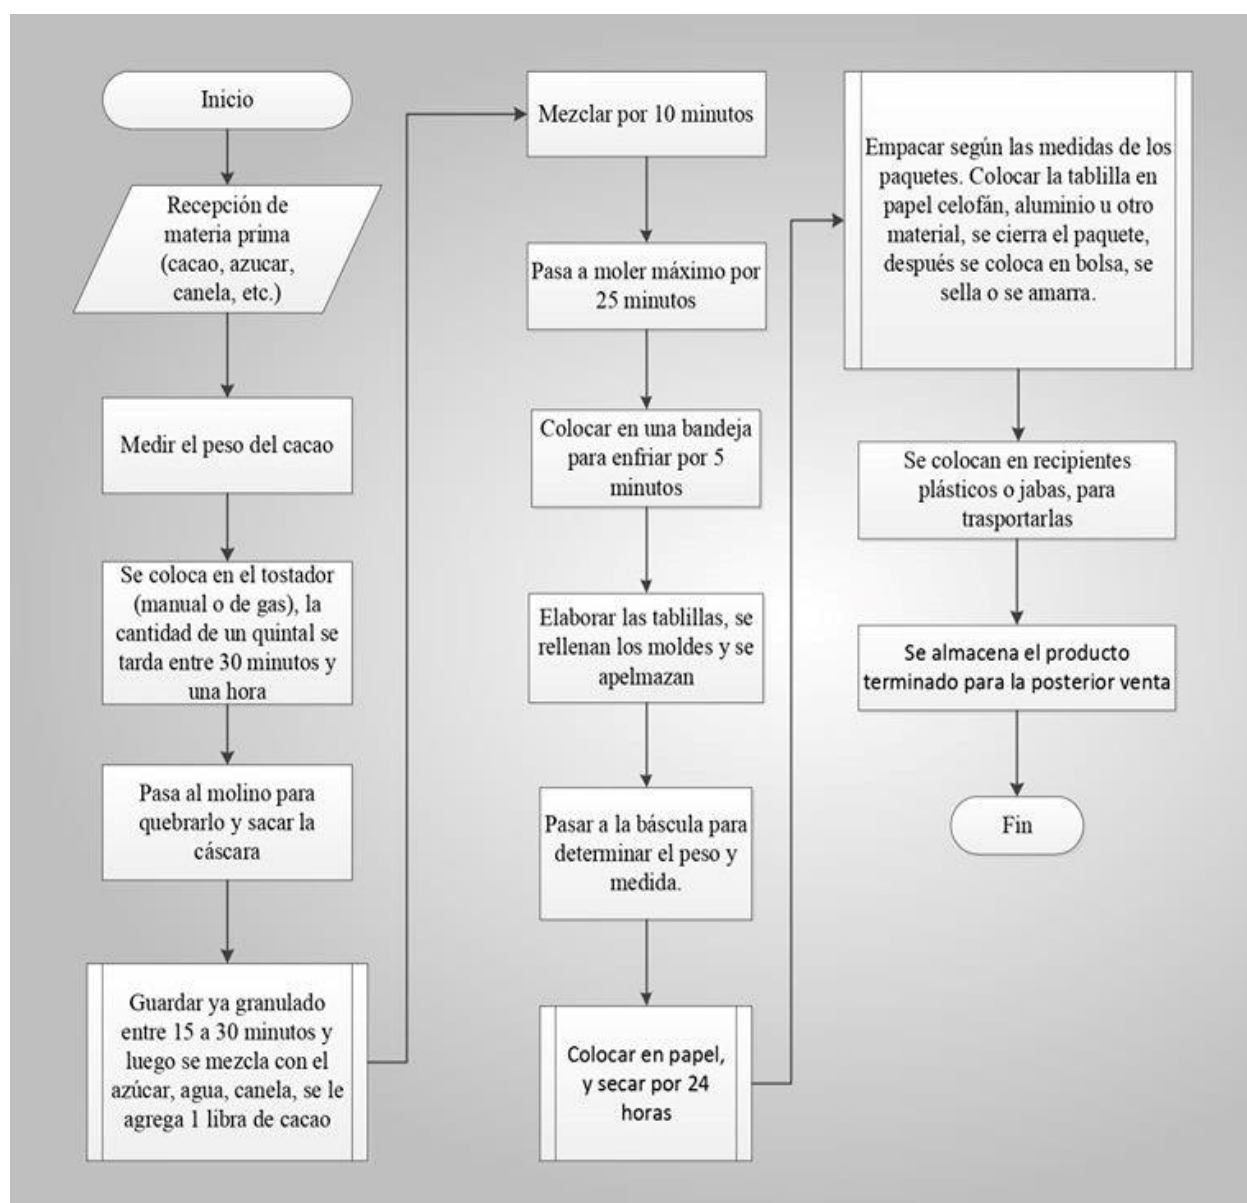 Inicio
Recepción de
materia prima
(cacao, azucar,
canela, etc.)
Medir el peso del cacao
Se coloca en el tostador
(manual o de gas), la
cantidad de un quintal se
tarda entre 30 minutos y
una hora
Pasa al molino para
quebrarlo y sacar la
cáscara
Guardar ya granulado
entre 15 a 30 minutos y
luego se mezcla con el
azúcar, agua, canela, se le
agrega 1 libra de cacao
Mezclar por 10 minutos
Pasa a moler máximo por
25 minutos
Colocar en una bandeja
para enfriar por 5
minutos
Elaborar las tablillas, se
rellenan los moldes y se
apelmazan
Pasar a la báscula para
determinar el peso y
medida.
Colocar en papel,
y secar por 24
horas
Empacar según las medidas de los
paquetes. Colocar la tablilla en
papel celofán, aluminio u otro
material, se cierra el paquete,
después se coloca en bolsa, se
sella o se amarra.
Se colocan en recipientes
plásticos o jabas, para
trasportarlas
Se almacena el producto
terminado para la posterior venta
Fin